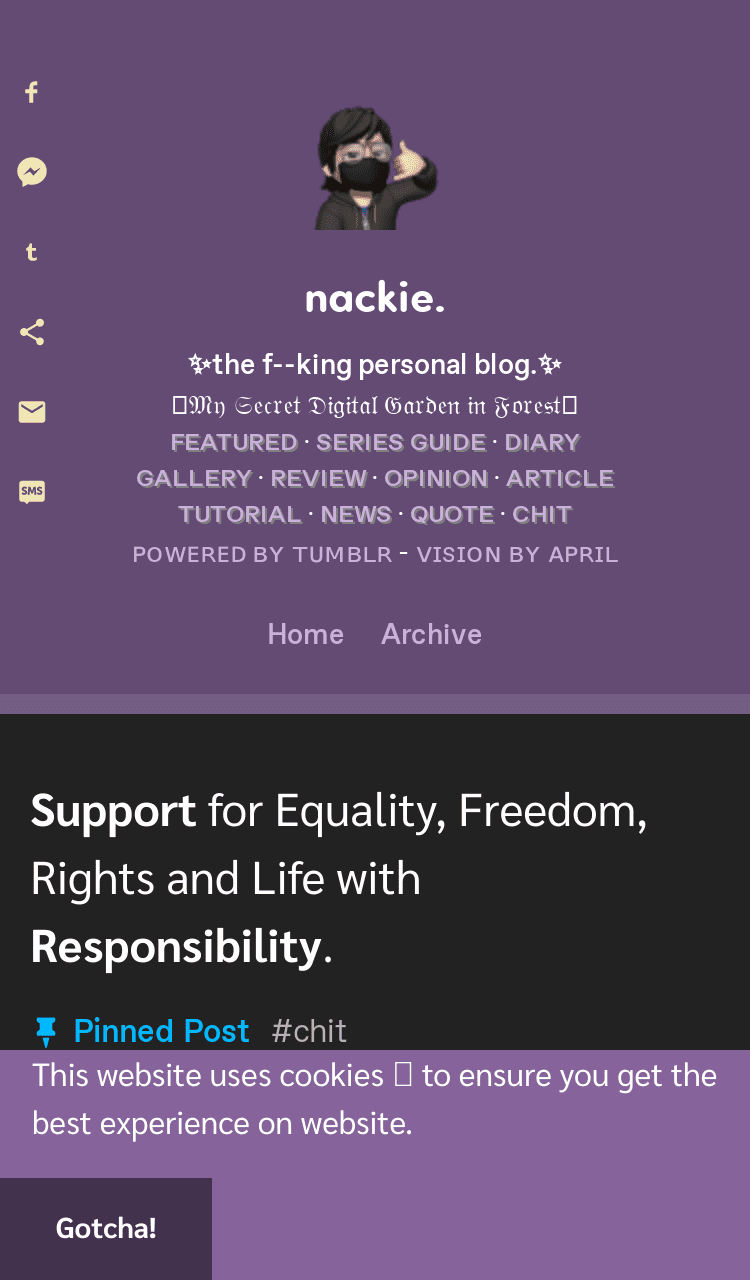 nackie.
✨the f--king personal blog.✨
𝔐𝔶 𝔖𝔢𝔠𝔯𝔢𝔱 𝔇𝔦𝔤𝔦𝔱𝔞𝔩 𝔊𝔞𝔯𝔡𝔢𝔫 𝔦𝔫 𝔉𝔬𝔯𝔢𝔰𝔱
FEATURED · SERIES GUIDE · DIARY
GALLERY · REVIEW · OPINION · ARTICLE
TUTORIAL · NEWS · QUOTE · CHIT
POWERED BY TUMBLR - VISION BY APRIL
Home Archive
SMS
Support for Equality, Freedom,
Rights and Life with
Responsibility.
Pinned Post #chit
This website uses cookies to ensure you get the
best experience on website.
Gotcha!